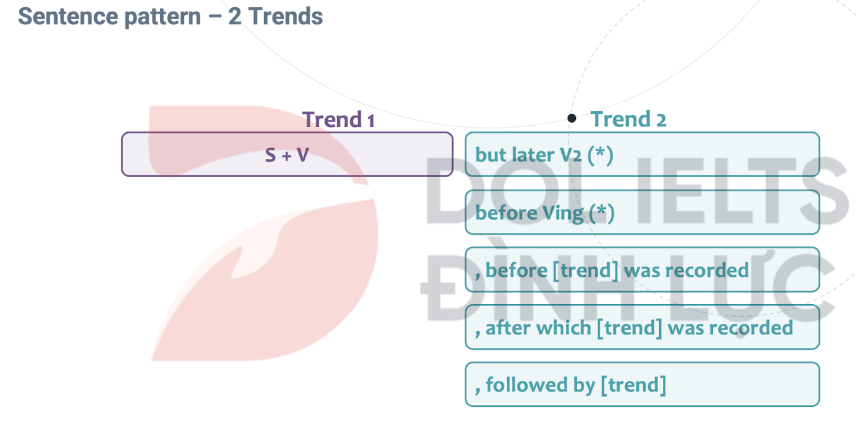 Sentence pattern – 2 Trends
Trend 1
Trend 2
S + V
but later V2 (*)
before Ving (*)
, before [trend] was recorded
, after which [trend] was recorded
, followed by [trend]
DOL IELTS
ĐÌNH LỰC